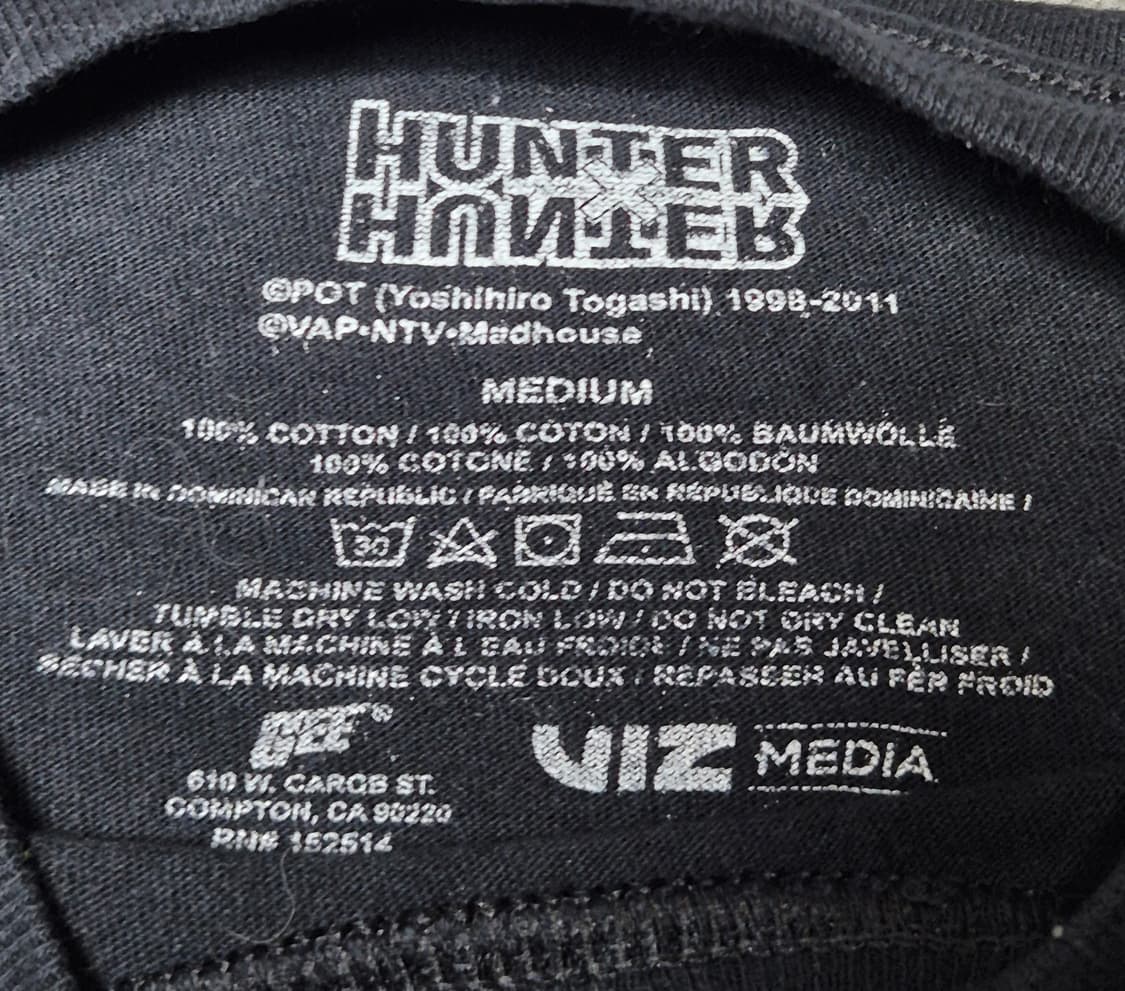 HUNTER
X
HUNTER
©POT (Yoshihiro Togashi) 1998-2011
©VAP•NTV•Madhouse
MEDIUM
100% COTTON / 100% COTON / 100% BAUMWOLLE
100% COTONE / 100% ALGODÓN
MADE IN DOMINICAN REPUBLIC / FABRIQUÉ EN RÉPUBLIQUE DOMINICAINE /
30
MACHINE WASH COLD / DO NOT BLEACH /
TUMBLE DRY LOW / IRON LOW / DO NOT DRY CLEAN
LAVER À LA MACHINE À L'EAU FROIDE / NE PAS JAVELLISER /
SÉCHER À LA MACHINE CYCLE DOUX / REPASSER AU FER FROID
VIZ MEDIA
610 W. CAROB ST.
COMPTON, CA 90220
RN# 152514